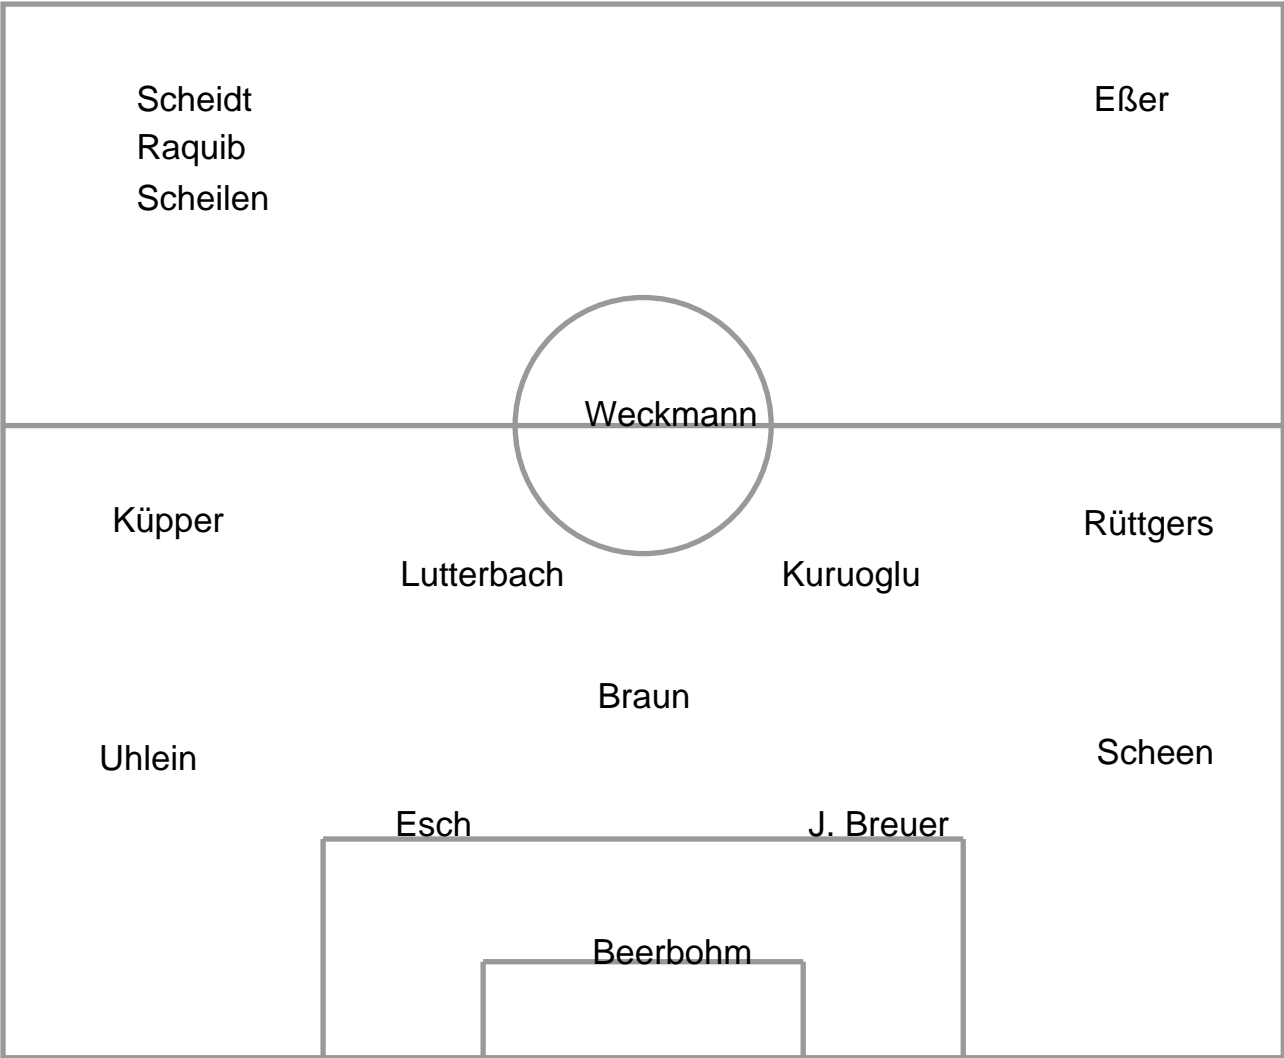 Scheidt
Eßer
Raquib
Scheilen
Weckmann
Küpper
Rüttgers
Lutterbach
Kuruoglu
Braun
Uhlein
Scheen
Esch
J. Breuer
Beerbohm